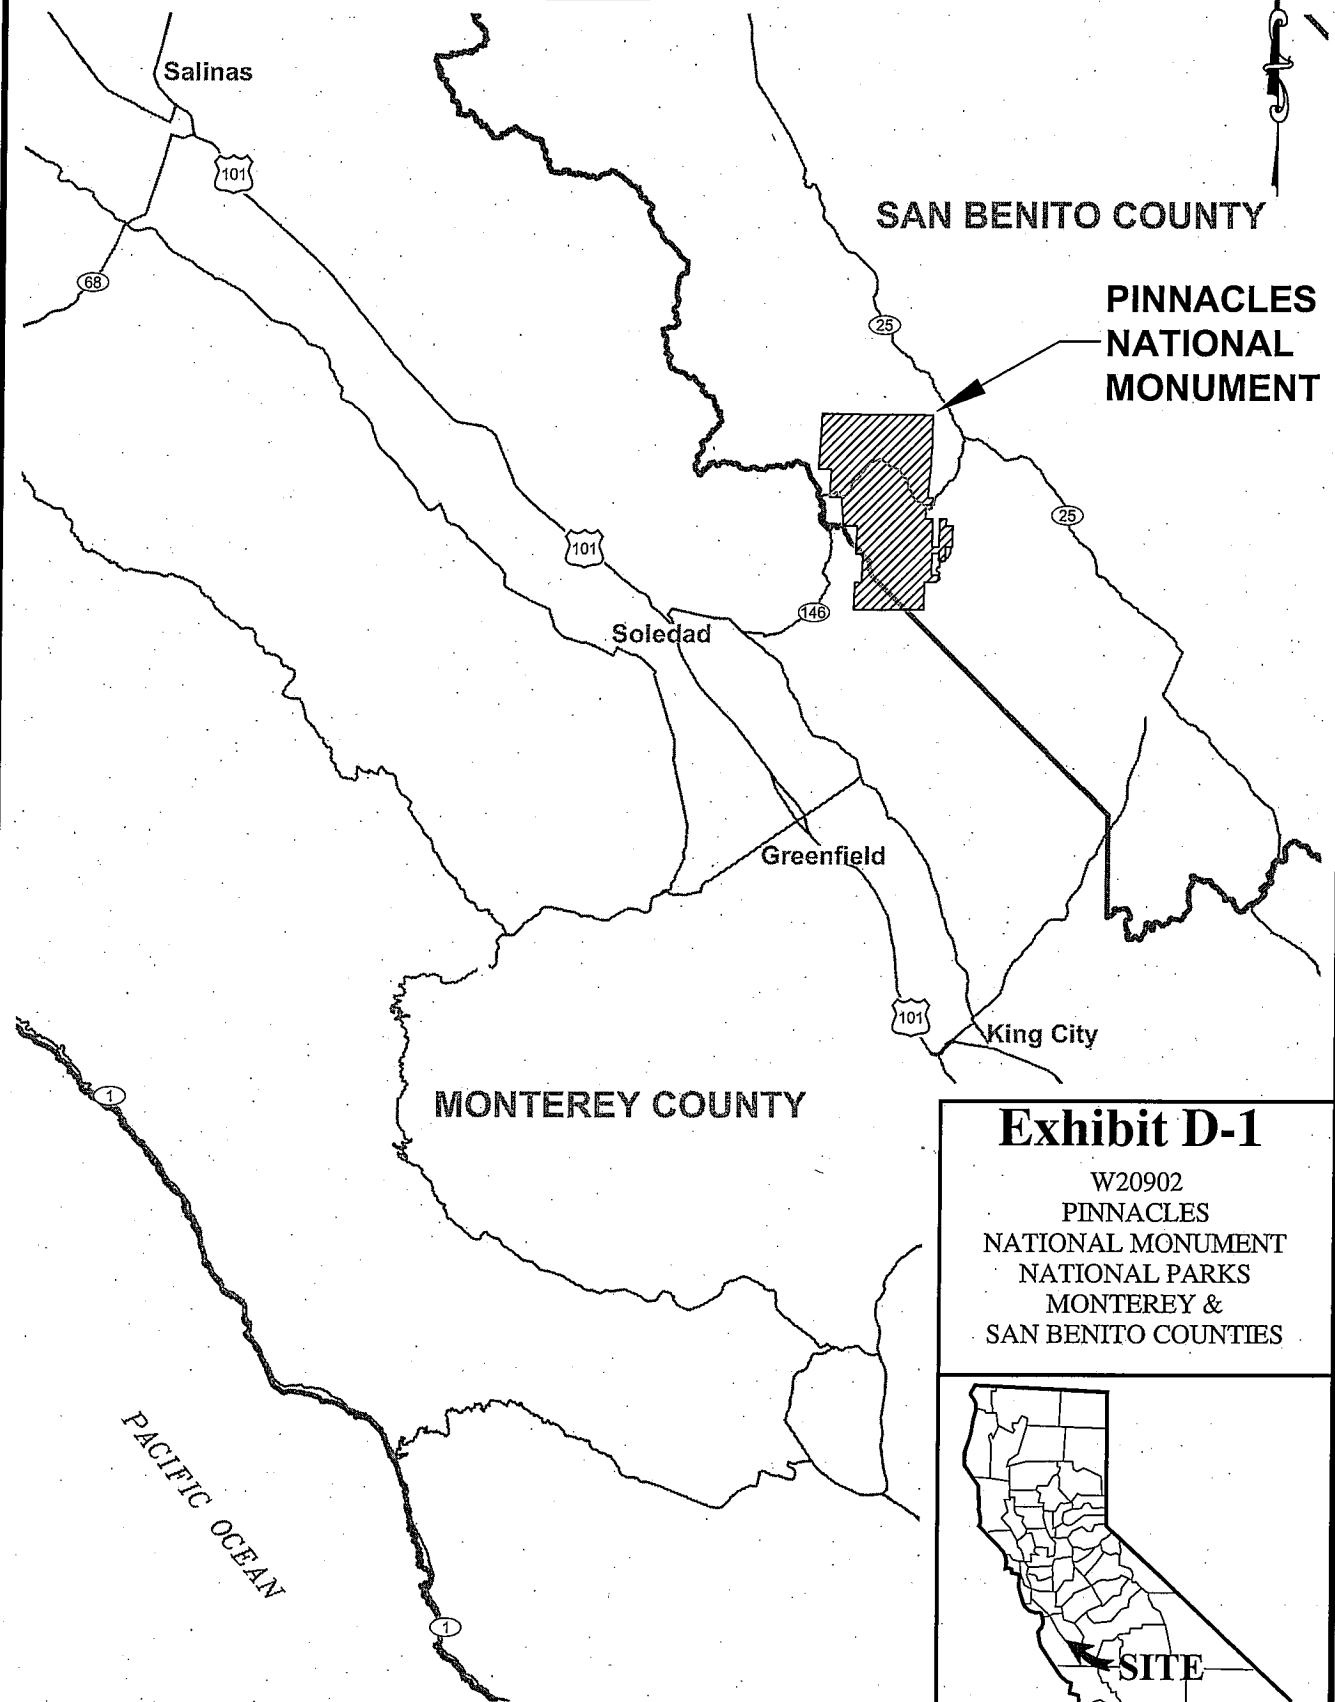 Salinas
101
SAN BENITO COUNTY
68
PINNACLES
NATIONAL
MONUMENT
25
25
101
146
Soledad
Greenfield
101
King City
1
MONTEREY COUNTY
Exhibit D-1
W20902
PINNACLES
NATIONAL MONUMENT
NATIONAL PARKS
MONTEREY &
SAN BENITO COUNTIES
PACIFIC OCEAN
1
SITE